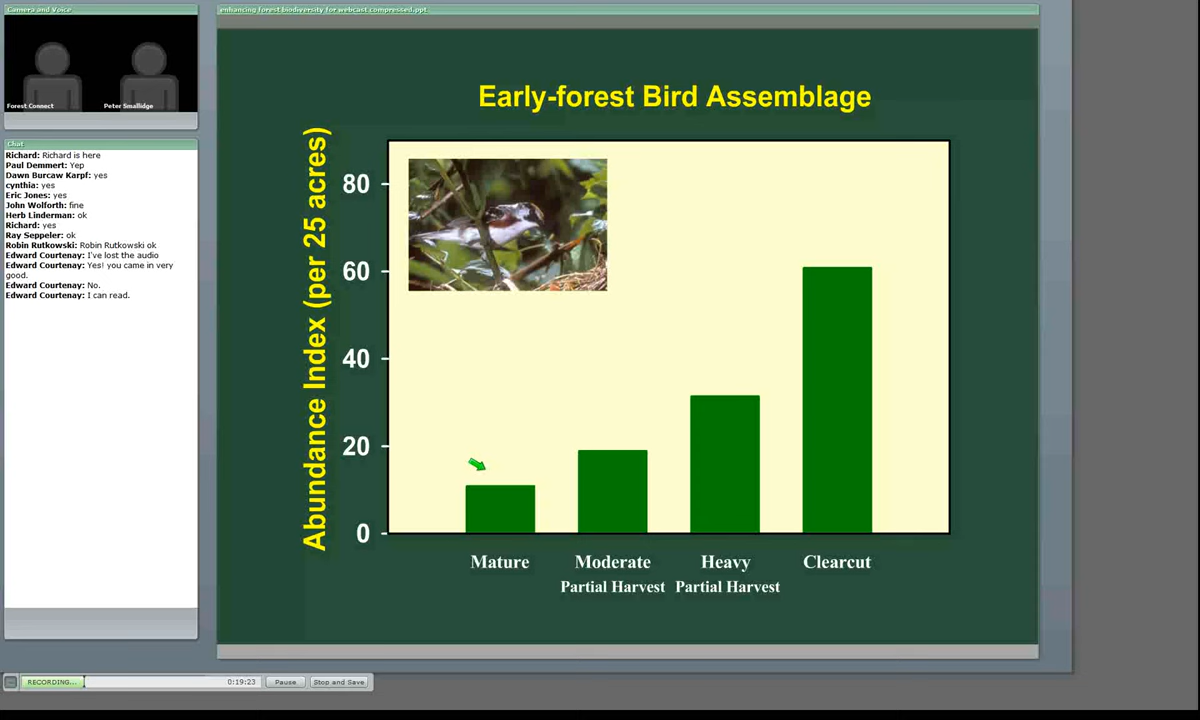 Camera and Voice
Forest Connect
Peter Smallidge
Chat
Richard: Richard is here
Paul Demmert: Yep
Dawn Burcaw Karpf: yes
cynthia: yes
Eric Jones: yes
John Wolforth: fine
Herb Linderman: ok
Richard: yes
Ray Seppeler: ok
Robin Rutkowski: Robin Rutkowski ok
Edward Courtenay: I've lost the audio
Edward Courtenay: Yes! you came in very
good.
Edward Courtenay: No.
Edward Courtenay: I can read.
enhancing forest biodiversity for webcast compressed.ppt
Early-forest Bird Assemblage
Abundance Index (per 25 acres)
80
60
40
20
0
Mature
Moderate
Partial Harvest
Heavy
Partial Harvest
Clearcut
RECORDING...
0:19:23
Pause
Stop and Save